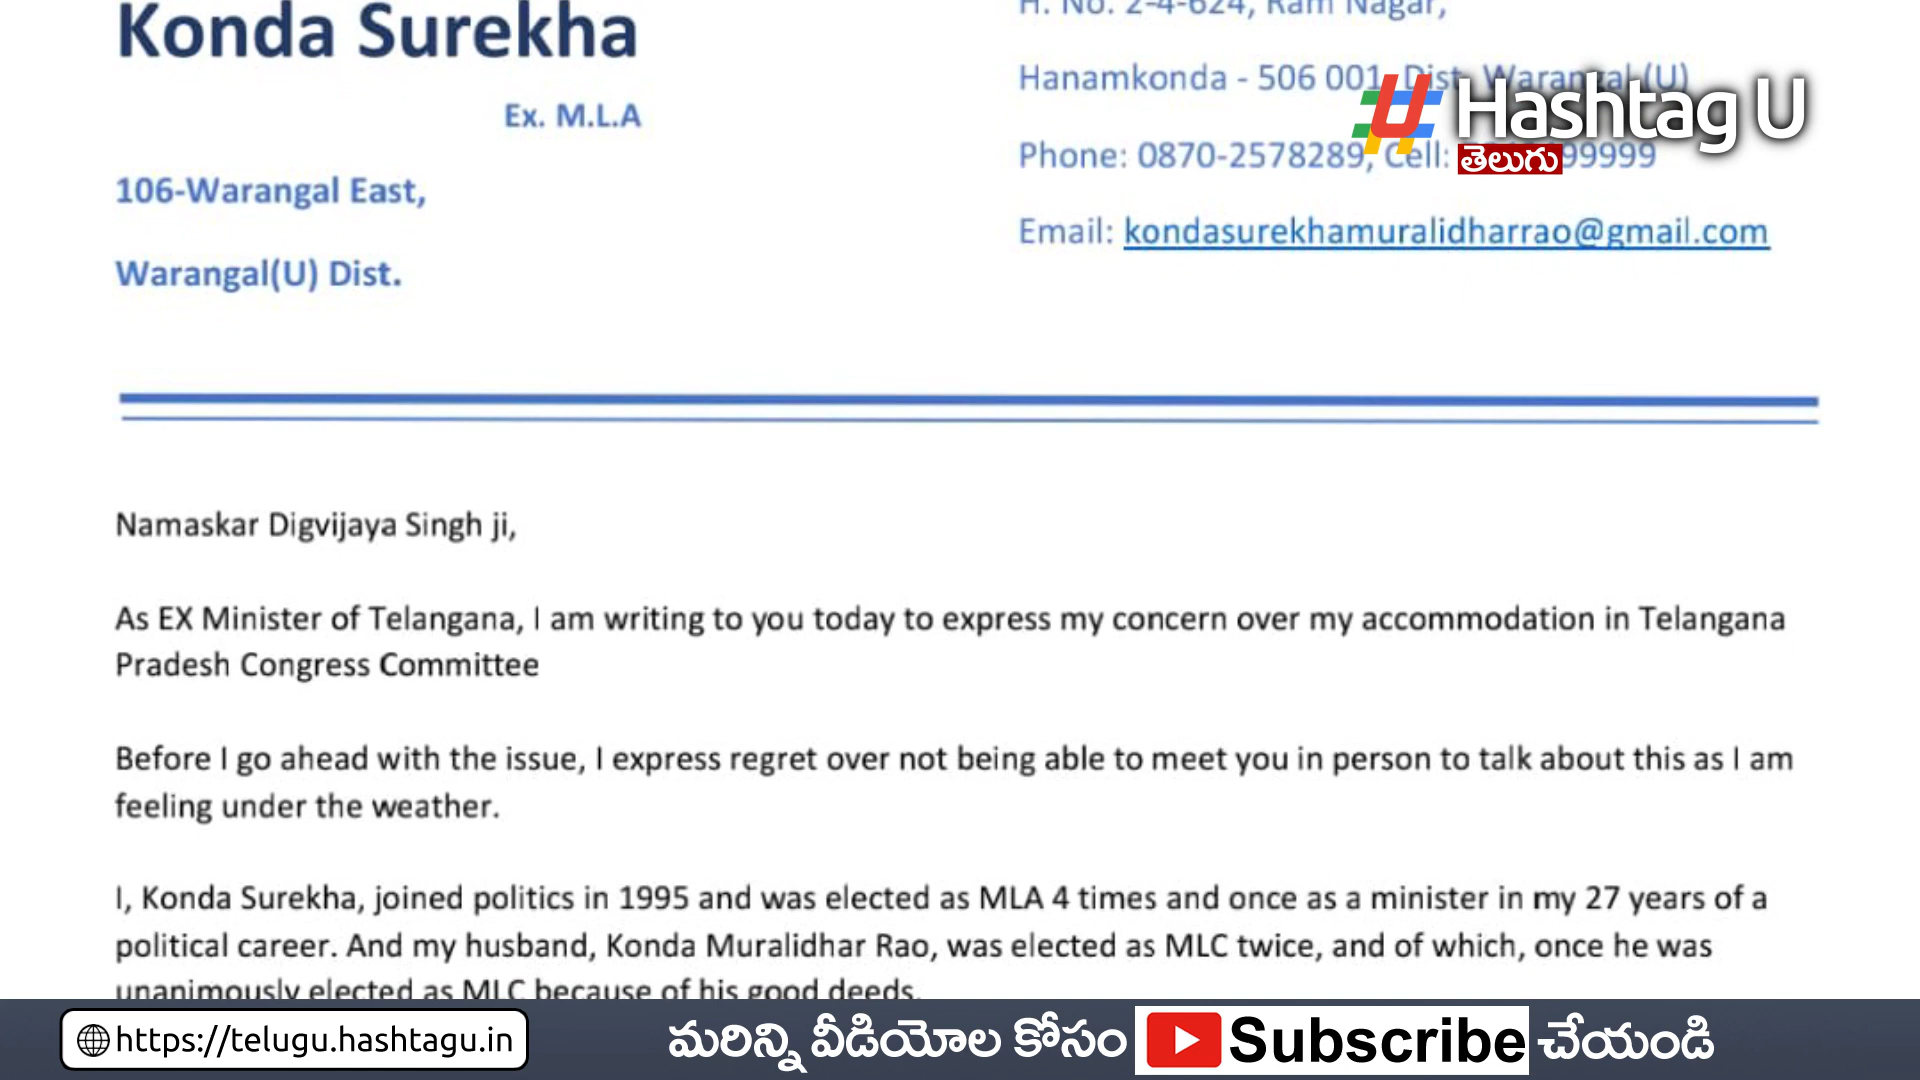 Konda Surekha
Ex. M.L.A
106-Warangal East,
Warangal(U) Dist.
H. No. 2-4-624, Ram Nagar,
Hanamkonda - 506 001, Dist. Warangal (U)
Phone: 0870-2578289, Cell: 99999
Email: kondasurekhamuralidharrao@gmail.com
Hashtag U
తెలుగు
Namaskar Digvijaya Singh ji,
As EX Minister of Telangana, I am writing to you today to express my concern over my accommodation in Telangana
Pradesh Congress Committee
Before I go ahead with the issue, I express regret over not being able to meet you in person to talk about this as I am
feeling under the weather.
I, Konda Surekha, joined politics in 1995 and was elected as MLA 4 times and once as a minister in my 27 years of a
political career. And my husband, Konda Muralidhar Rao, was elected as MLC twice, and of which, once he was
unanimously elected as MLC because of his good deeds.
https://telugu.hashtagu.in
మరిన్ని వీడియోల కోసం Subscribe చేయండి